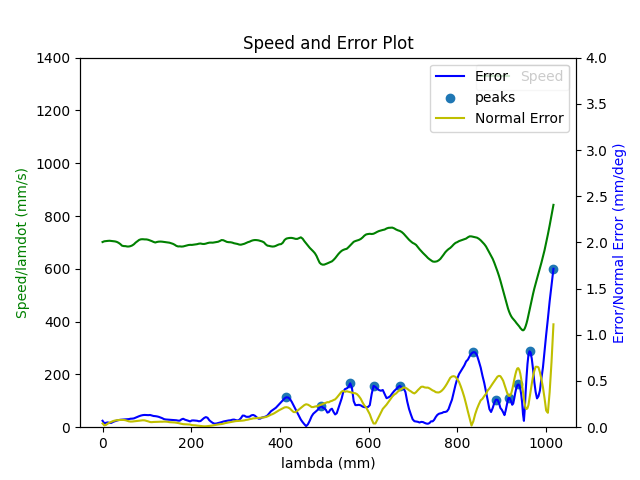 Speed and Error Plot
1400
1200
1000
800
600
400
200
0
Speed/lamdot (mm/s)
4.0
3.5
3.0
2.5
2.0
1.5
1.0
0.5
0.0
Error/Normal Error (mm/deg)
Error
Speed
peaks
Normal Error
0 200 400 600 800 1000
lambda (mm)